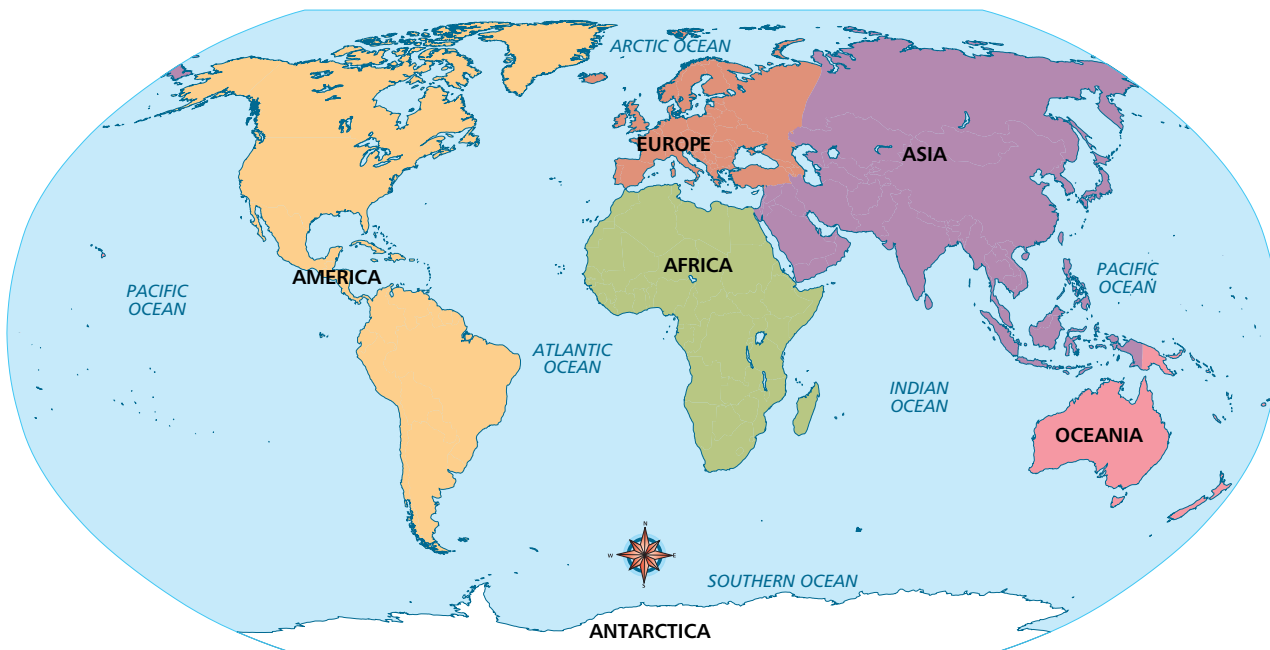 ARCTIC OCEAN
EUROPE
ASIA
AFRICA
AMERICA
PACIFIC
OCEAN
PACIFIC
OCEAN
ATLANTIC
OCEAN
INDIAN
OCEAN
OCEANIA
N
W
E
S
SOUTHERN OCEAN
ANTARCTICA